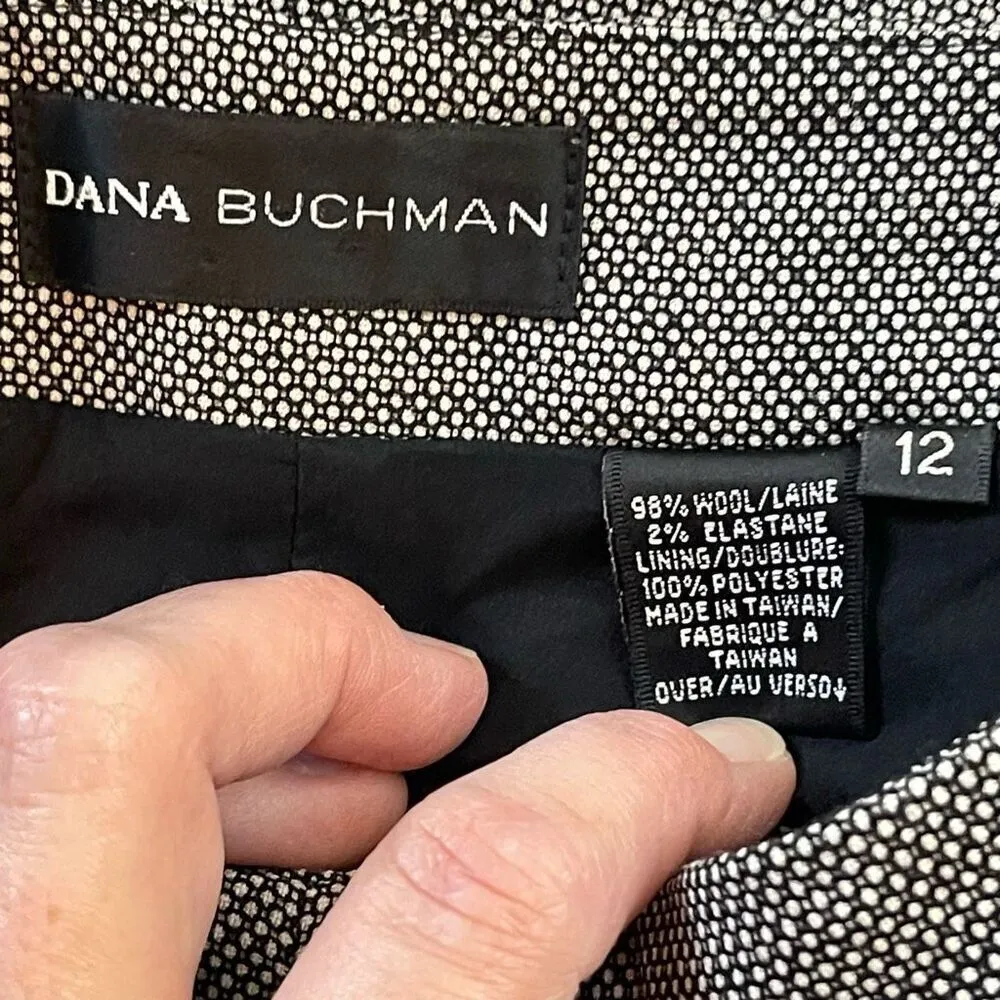 DANA BUCHMAN
12
98% WOOL/LAINE
2% ELASTANE
LINING/DOUBLURE:
100% POLYESTER
MADE IN TAIWAN/
FABRIQUE A
TAIWAN
OVER/AU VERSO↓